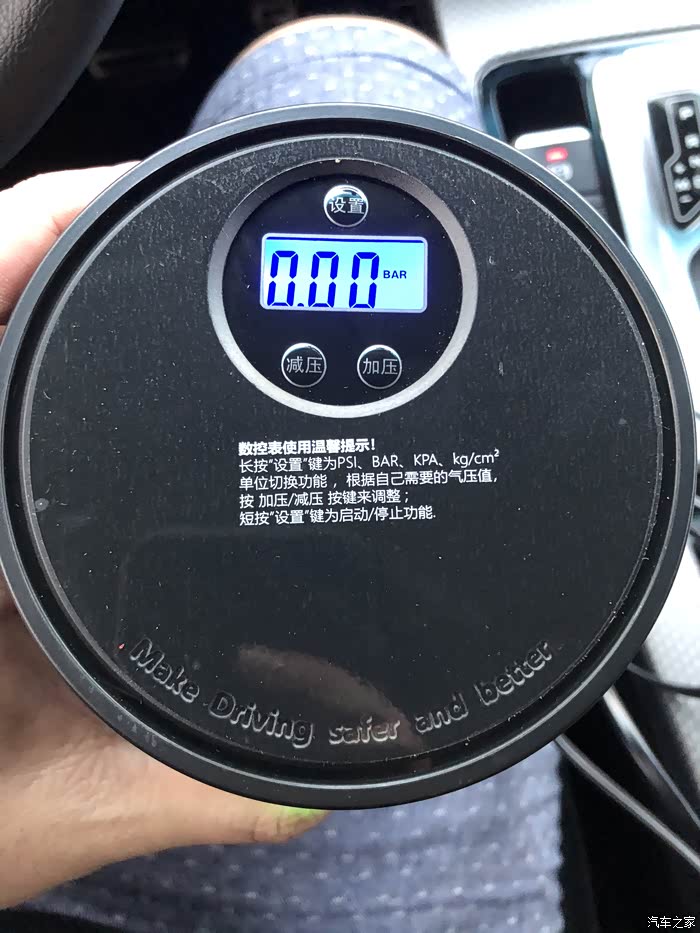 设置
0.00 BAR
减压 加压
数控表使用温馨提示！
长按“设置”键为PSI、BAR、KPA、kg/cm²
单位切换功能，根据自己需要的气压值，
按 加压/减压 按键来调整；
短按“设置”键为启动/停止功能.
Make Driving safer and better
汽车之家